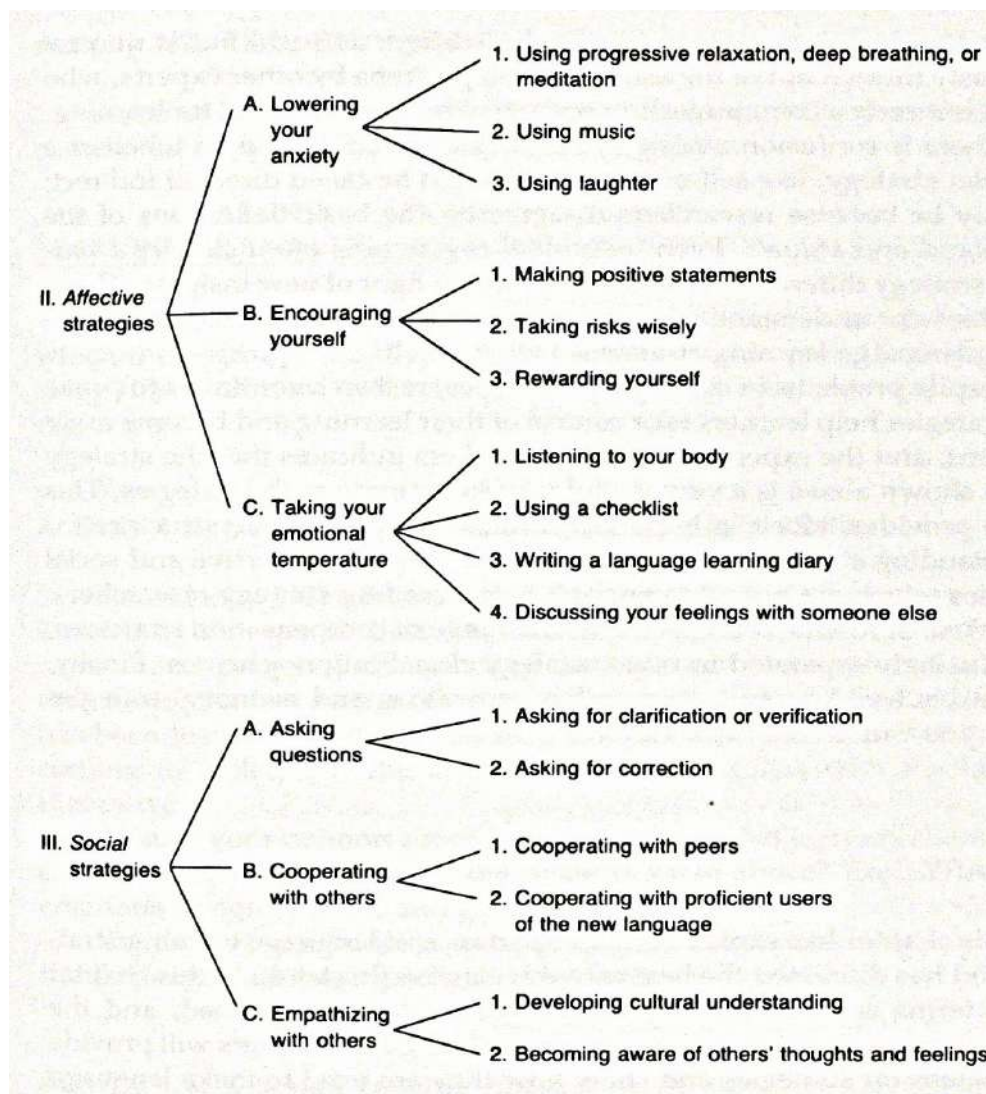 1. Using progressive relaxation, deep breathing, or
meditation
A. Lowering
your
anxiety
2. Using music
3. Using laughter
II. Affective
strategies
B. Encouraging
yourself
1. Making positive statements
2. Taking risks wisely
3. Rewarding yourself
C. Taking your
emotional
temperature
1. Listening to your body
2. Using a checklist
3. Writing a language learning diary
4. Discussing your feelings with someone else
III. Social
strategies
A. Asking
questions
1. Asking for clarification or verification
2. Asking for correction
B. Cooperating
with others
1. Cooperating with peers
2. Cooperating with proficient users
of the new language
C. Empathizing
with others
1. Developing cultural understanding
2. Becoming aware of others' thoughts and feelings